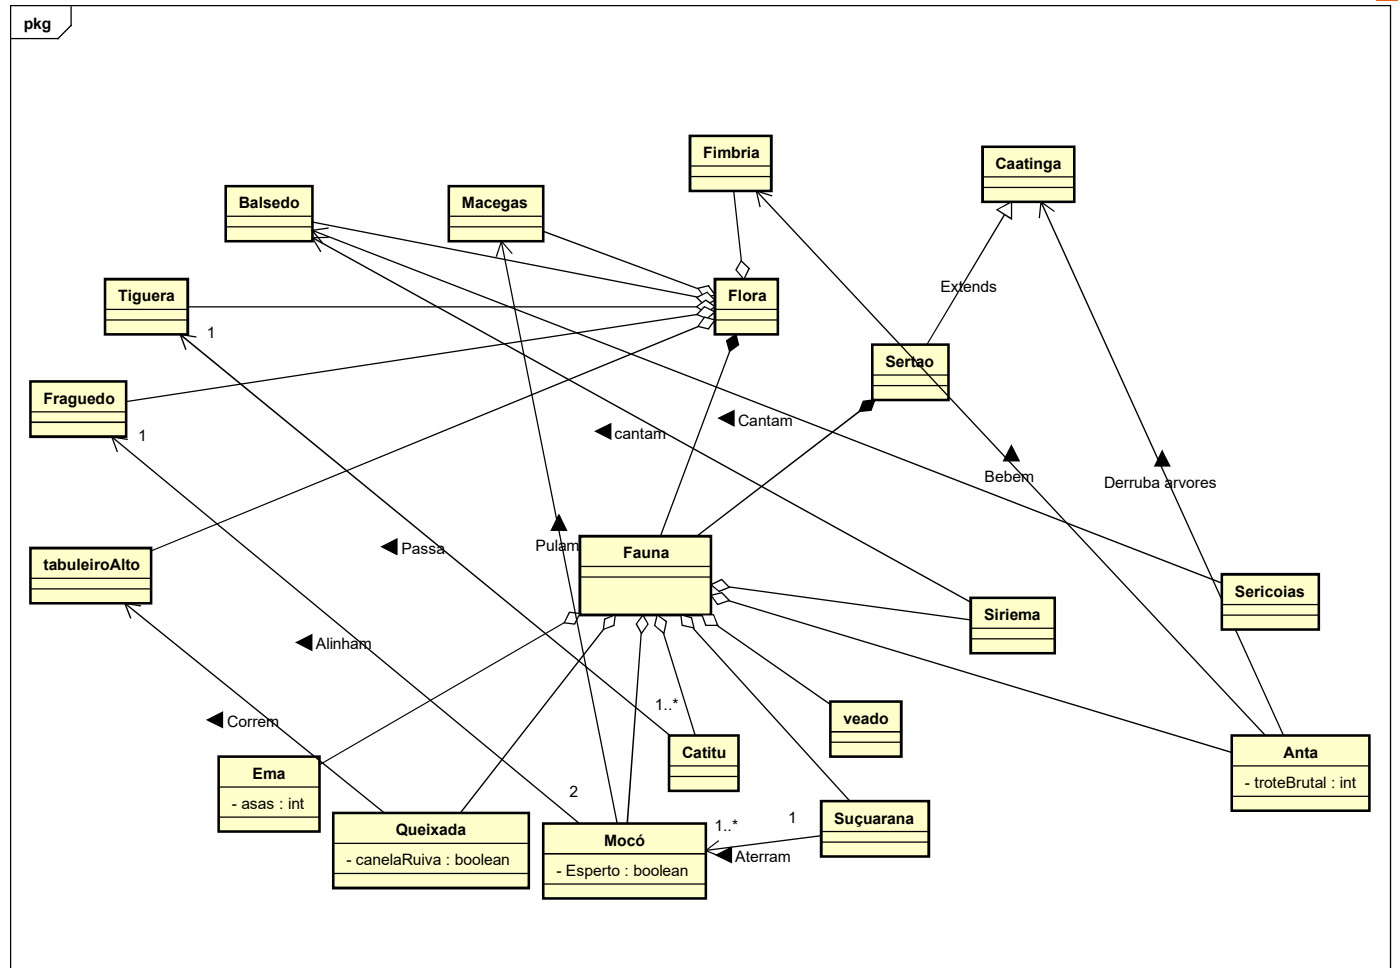 pkg
Fimbria
Caatinga
Balsedo
Macegas
Tiguera
Flora
Extends
1
Sertao
Fraguedo
1
cantam
Cantam
Bebem
Derruba arvores
Passa
Pulam
Fauna
tabuleiroAlto
Sericoias
Siriema
Alinham
1..*
Correm
veado
Catitu
Anta
- troteBrutal : int
Ema
- asas : int
2
Queixada
- canelaRuiva : boolean
Mocó
- Esperto : boolean
1..*
1
Suçuarana
Aterram